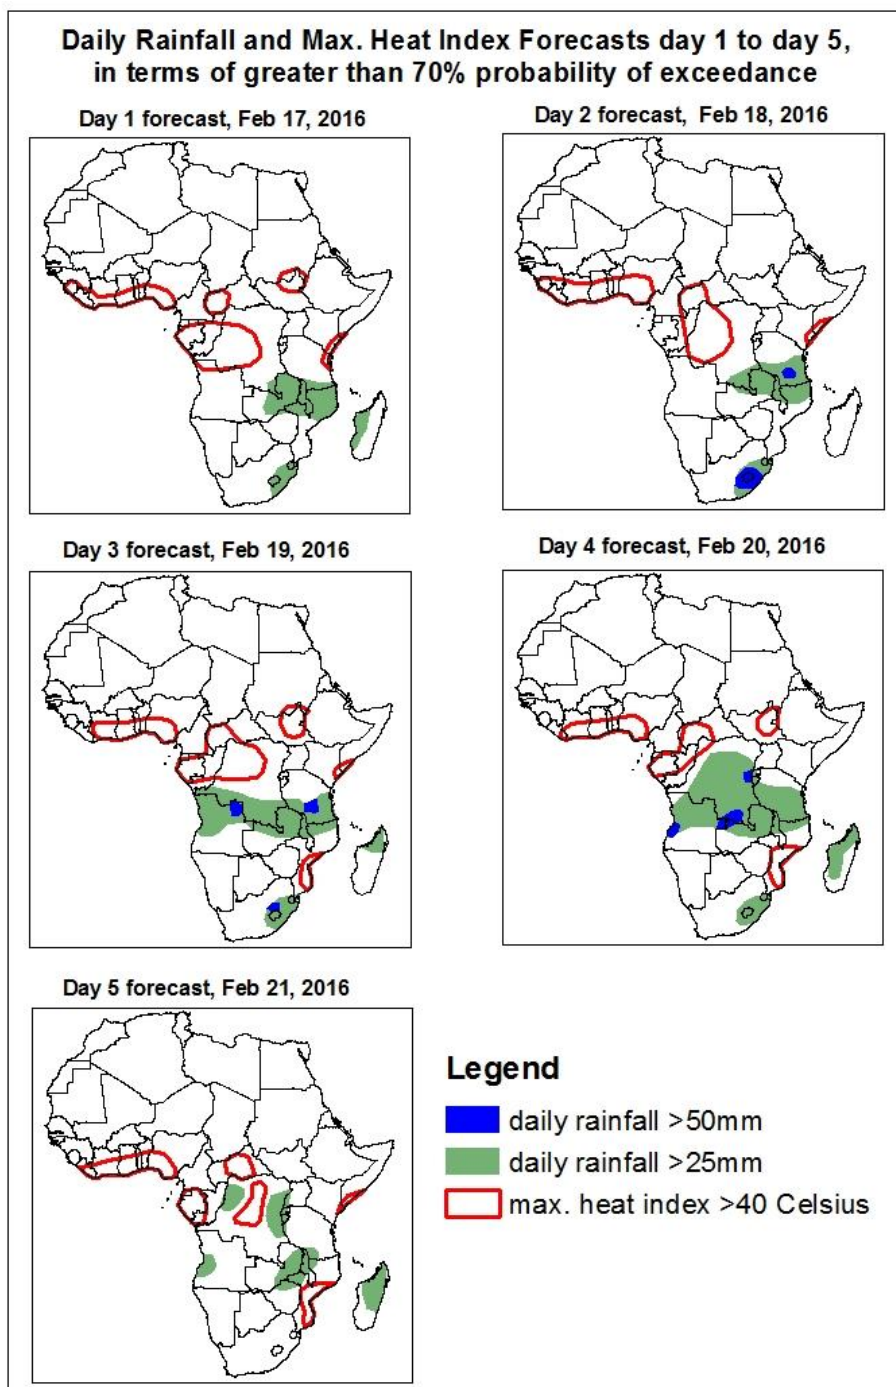 Daily Rainfall and Max. Heat Index Forecasts day 1 to day 5,
in terms of greater than 70% probability of exceedance
Day 1 forecast, Feb 17, 2016
Day 2 forecast, Feb 18, 2016
Day 3 forecast, Feb 19, 2016
Day 4 forecast, Feb 20, 2016
Day 5 forecast, Feb 21, 2016
Legend
daily rainfall >50mm
daily rainfall >25mm
max. heat index >40 Celsius